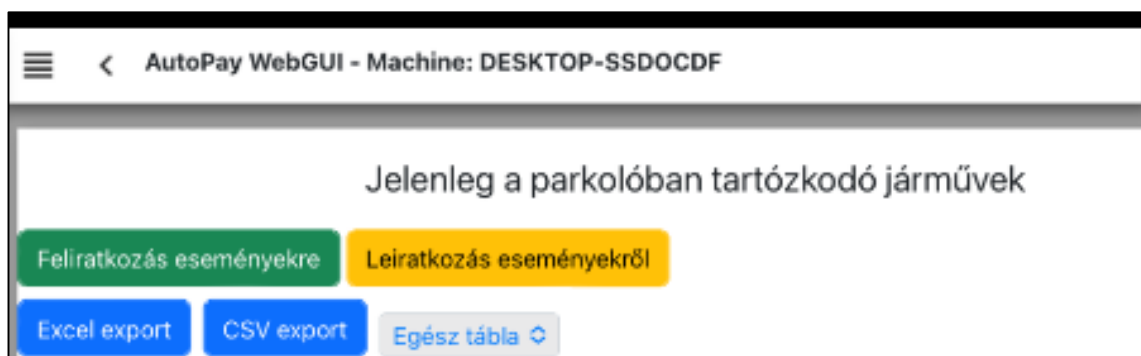 AutoPay WebGUI - Machine: DESKTOP-SSDOCDF
Jelenleg a parkolóban tartózkodó járművek
Feliratkozás eseményekre Leiratkozás eseményekről
Excel export CSV export Egész tábla